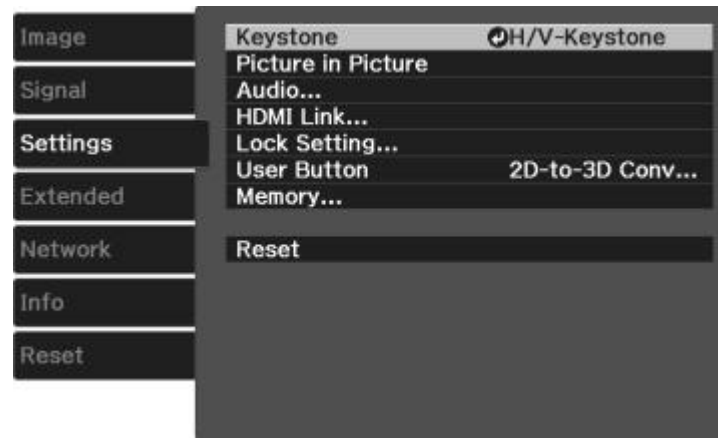 Image
Signal
Settings
Extended
Network
Info
Reset
Keystone H/V-Keystone
Picture in Picture
Audio...
HDMI Link...
Lock Setting...
User Button 2D-to-3D Conv...
Memory...
Reset